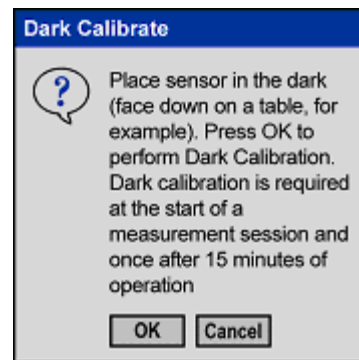 Dark Calibrate
?
Place sensor in the dark
(face down on a table, for
example). Press OK to
perform Dark Calibration.
Dark calibration is required
at the start of a
measurement session and
once after 15 minutes of
operation
OK Cancel